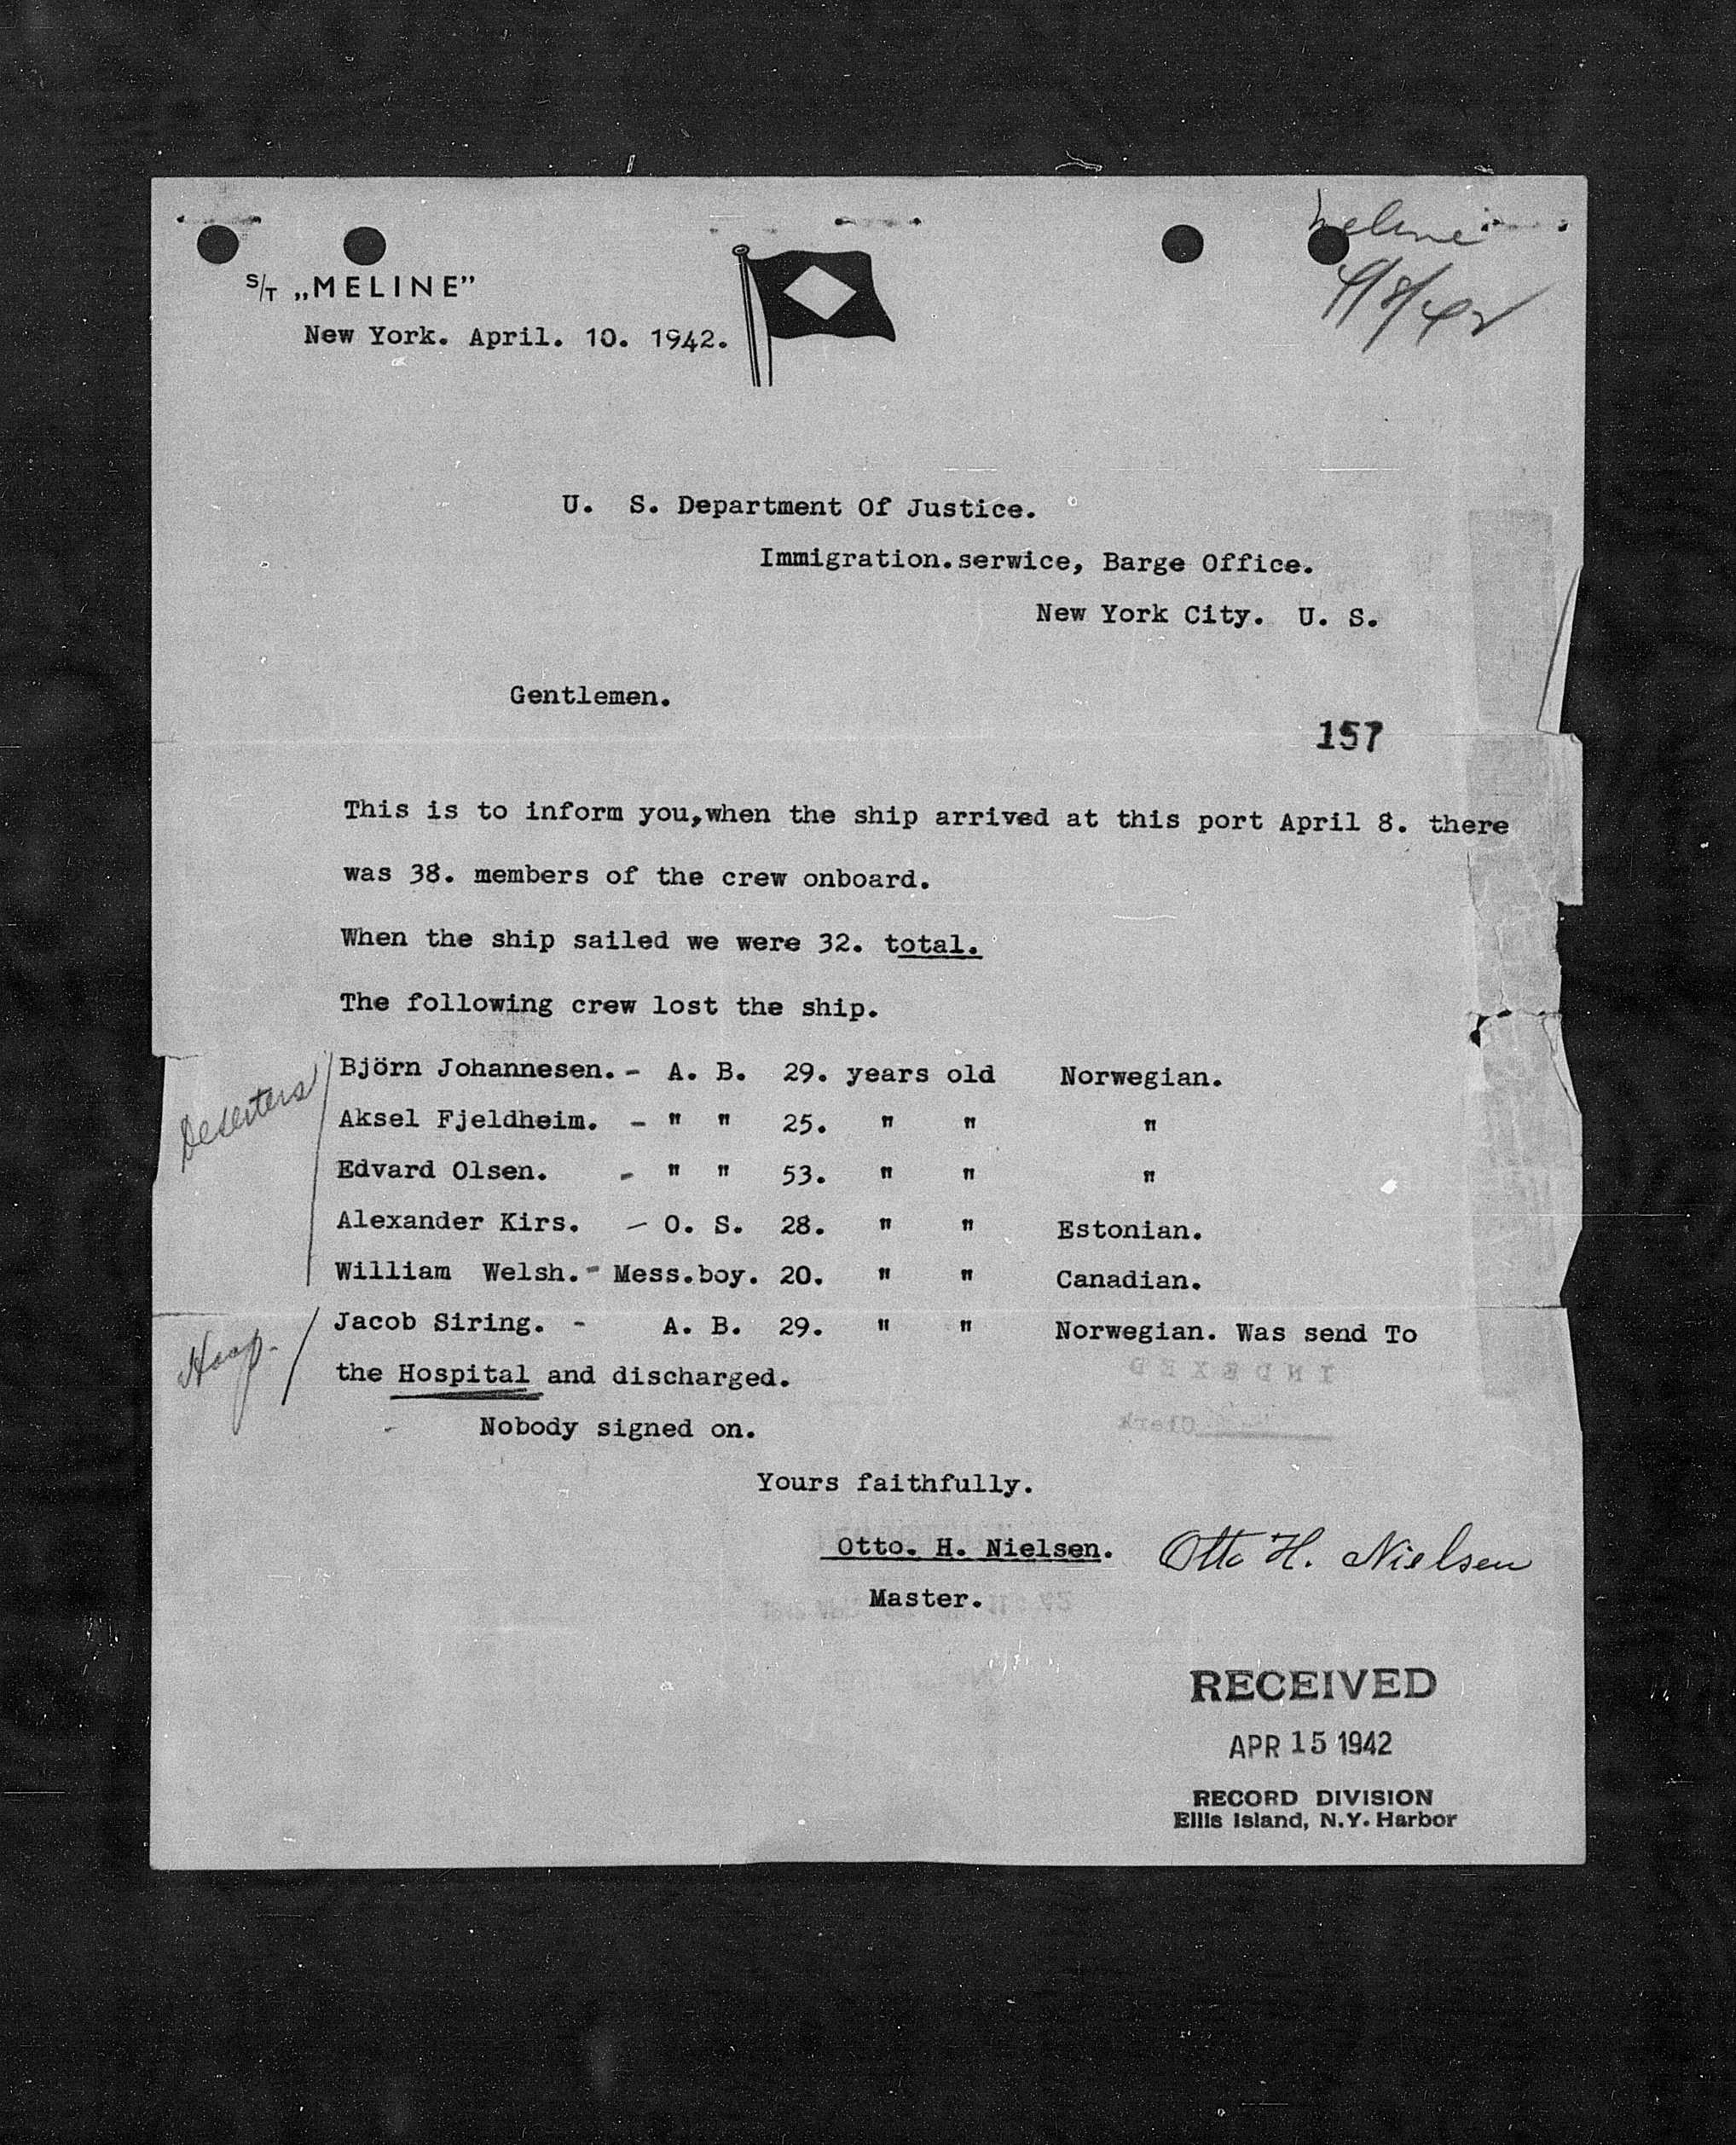 Meline
4/8/42
S/T „MELINE”
New York. April. 10. 1942.
U. S. Department Of Justice.
Immigration.serwice, Barge Office.
New York City. U. S.
Gentlemen.
157
This is to inform you,when the ship arrived at this port April 8. there
was 38. members of the crew onboard.
When the ship sailed we were 32. total.
The following crew lost the ship.
Deserters
Björn Johannesen. - A. B. 29. years old Norwegian.
Aksel Fjeldheim. - " " 25. " " "
Edvard Olsen. - " " 53. " " "
Alexander Kirs. - O. S. 28. " " Estonian.
William Welsh. - Mess.boy. 20. " " Canadian.
Hosp.
Jacob Siring. - A. B. 29. " " Norwegian. Was send To
the Hospital and discharged.
INDEXED
Clerk
Nobody signed on.
Yours faithfully.
Otto. H. Nielsen. Otto H. Nielsen
Master.
RECEIVED
APR 15 1942
RECORD DIVISION
Ellis Island, N.Y. Harbor